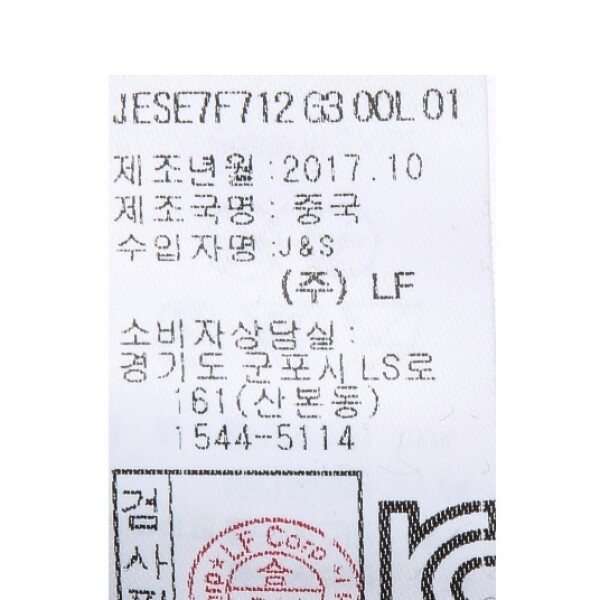 JESE7F712 G3 00L 01
제조년월 : 2017.10
제조국명 : 중국
수입자명 : J&S
(주) LF
소비자상담실 :
경기도 군포시 LS로
161(산본동)
1544-5114
검
사
LF Corp